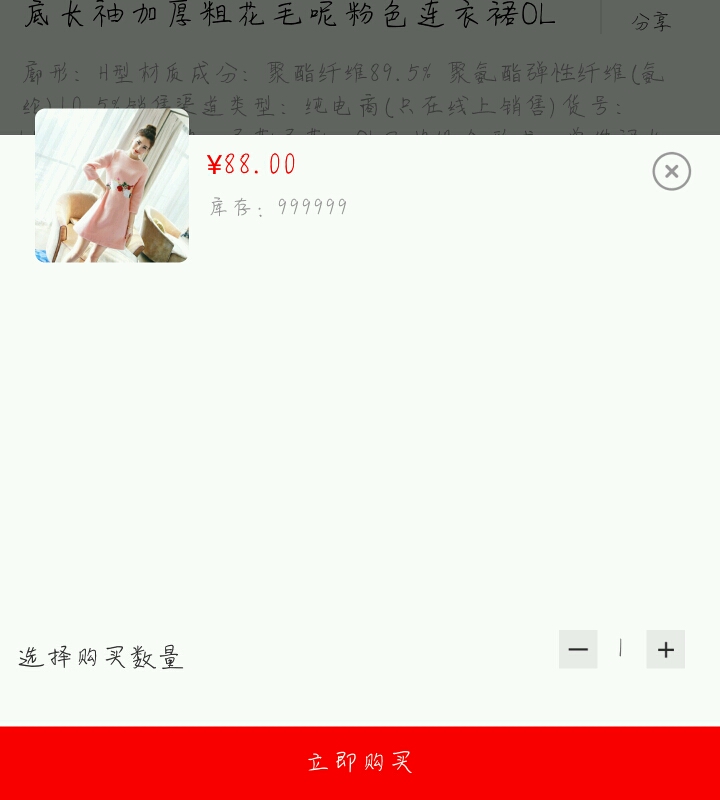 底长袖加厚粗花毛呢粉色连衣裙OL
分享
廓形：H型材质成分：聚酯纤维89.5% 聚氨酯弹性纤维(氨
纶)10.5%销售渠道类型：纯电商(只在线上销售)货号：
¥88.00
库存：999999
选择购买数量
1
立即购买